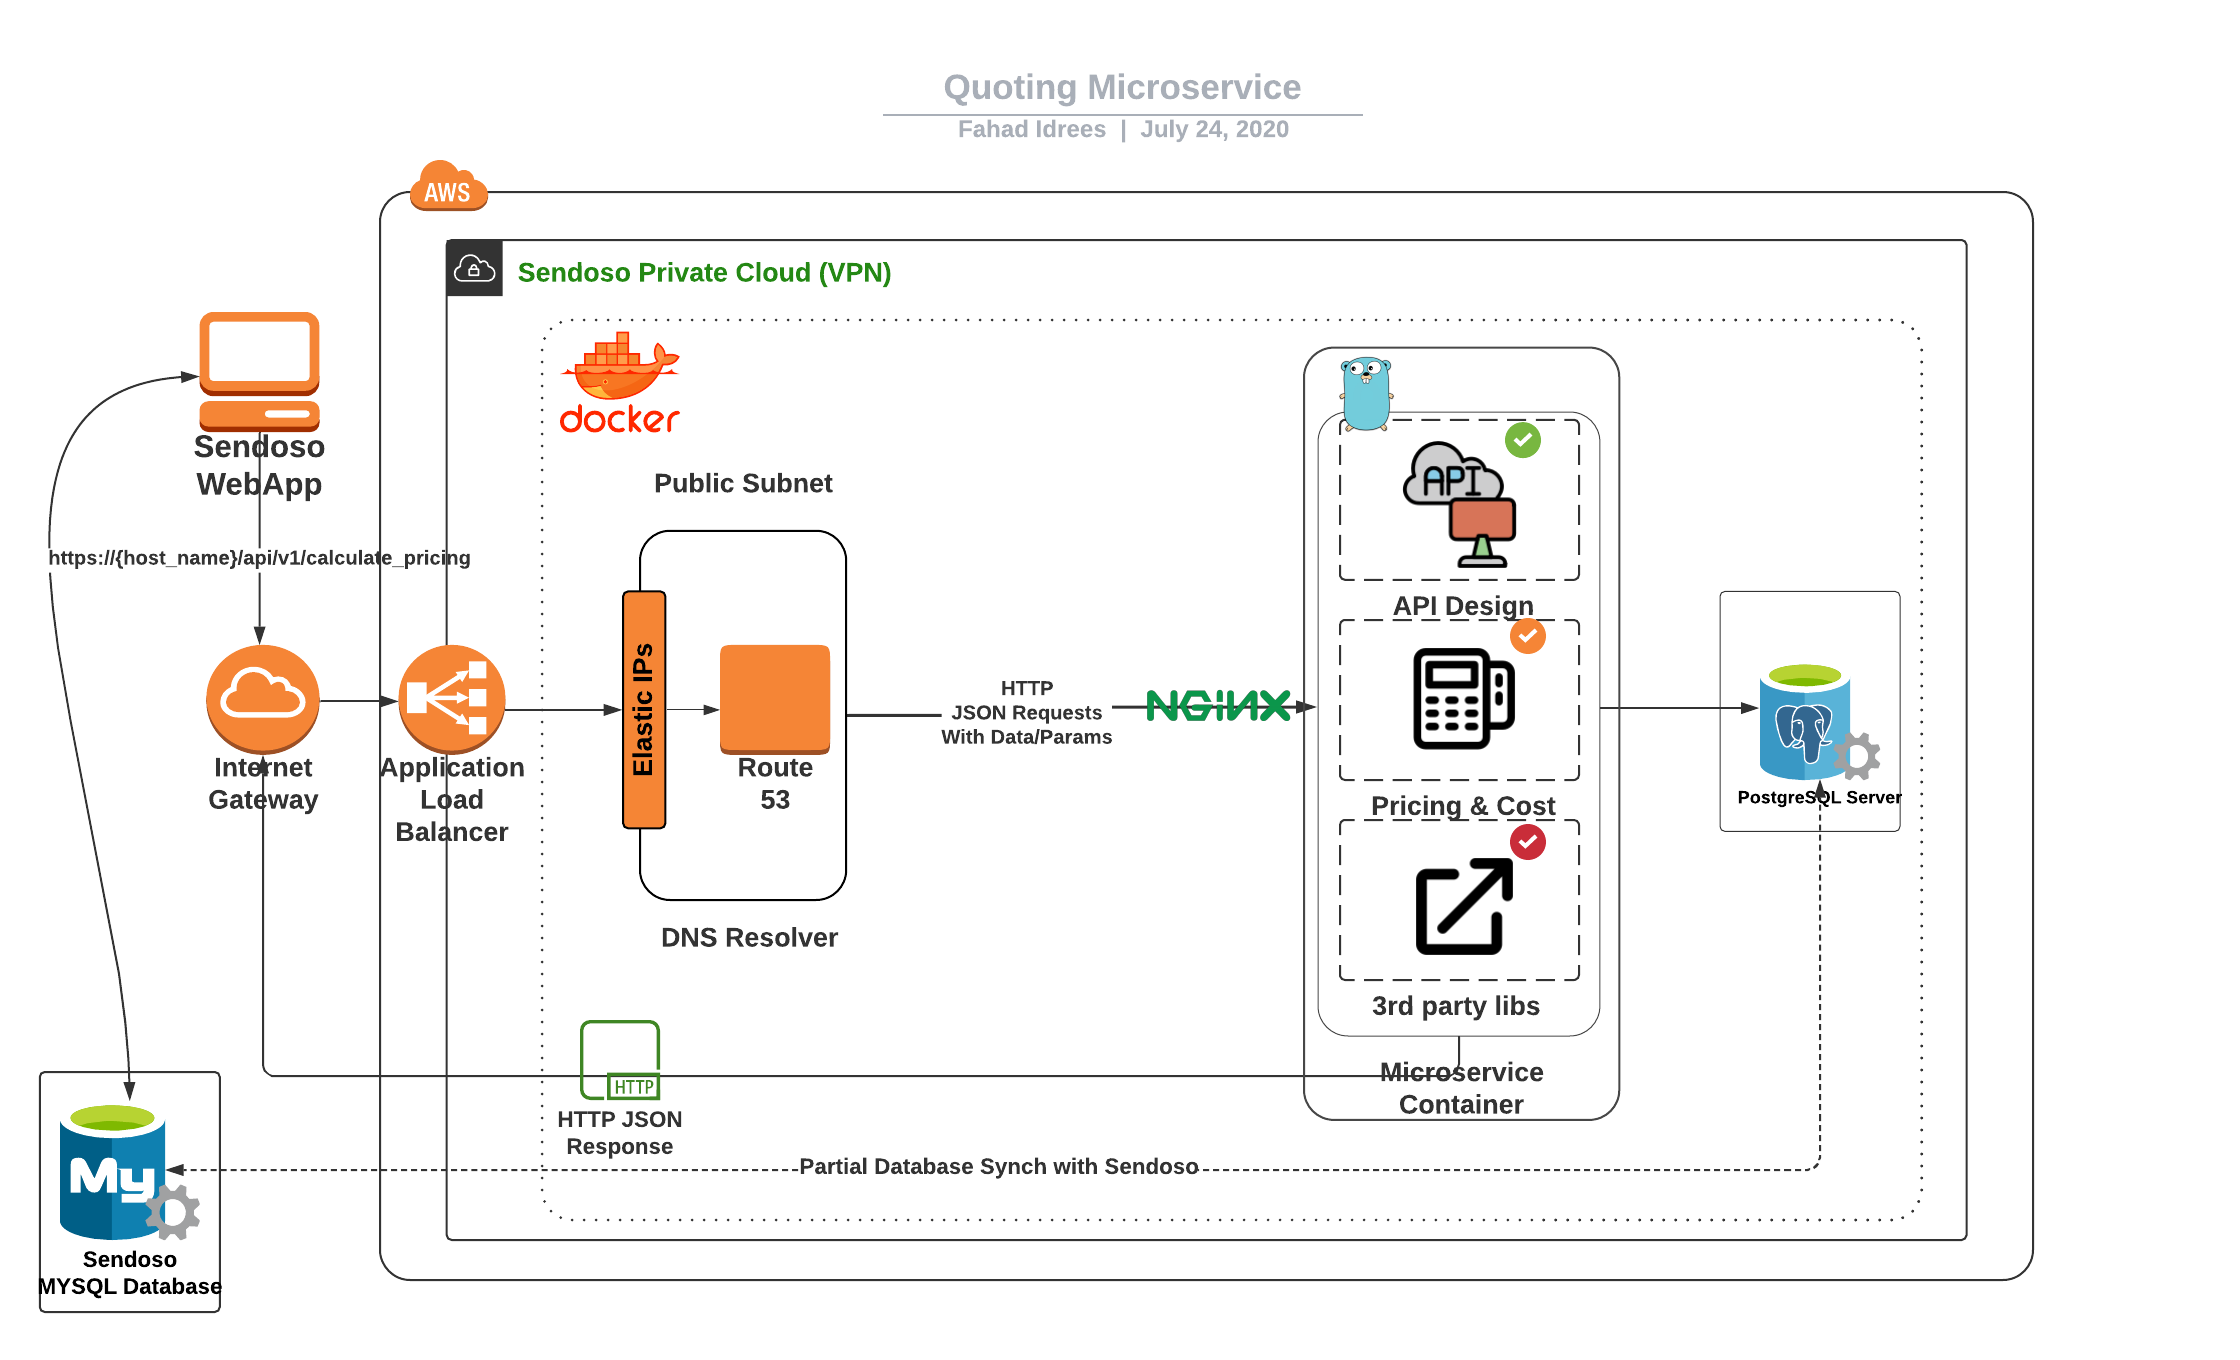 Quoting Microservice
Fahad Idrees | July 24, 2020
AWS
Sendoso Private Cloud (VPN)
docker
Sendoso
WebApp
https://{host_name}/api/v1/calculate_pricing
Internet
Gateway
Application
Load
Balancer
Public Subnet
Elastic IPs
Route
53
DNS Resolver
HTTP
JSON Requests
With Data/Params
NGiNX
API
API Design
Pricing & Cost
3rd party libs
Microservice
Container
PostgreSQL Server
HTTP
HTTP JSON
Response
Partial Database Synch with Sendoso
My
Sendoso
MYSQL Database